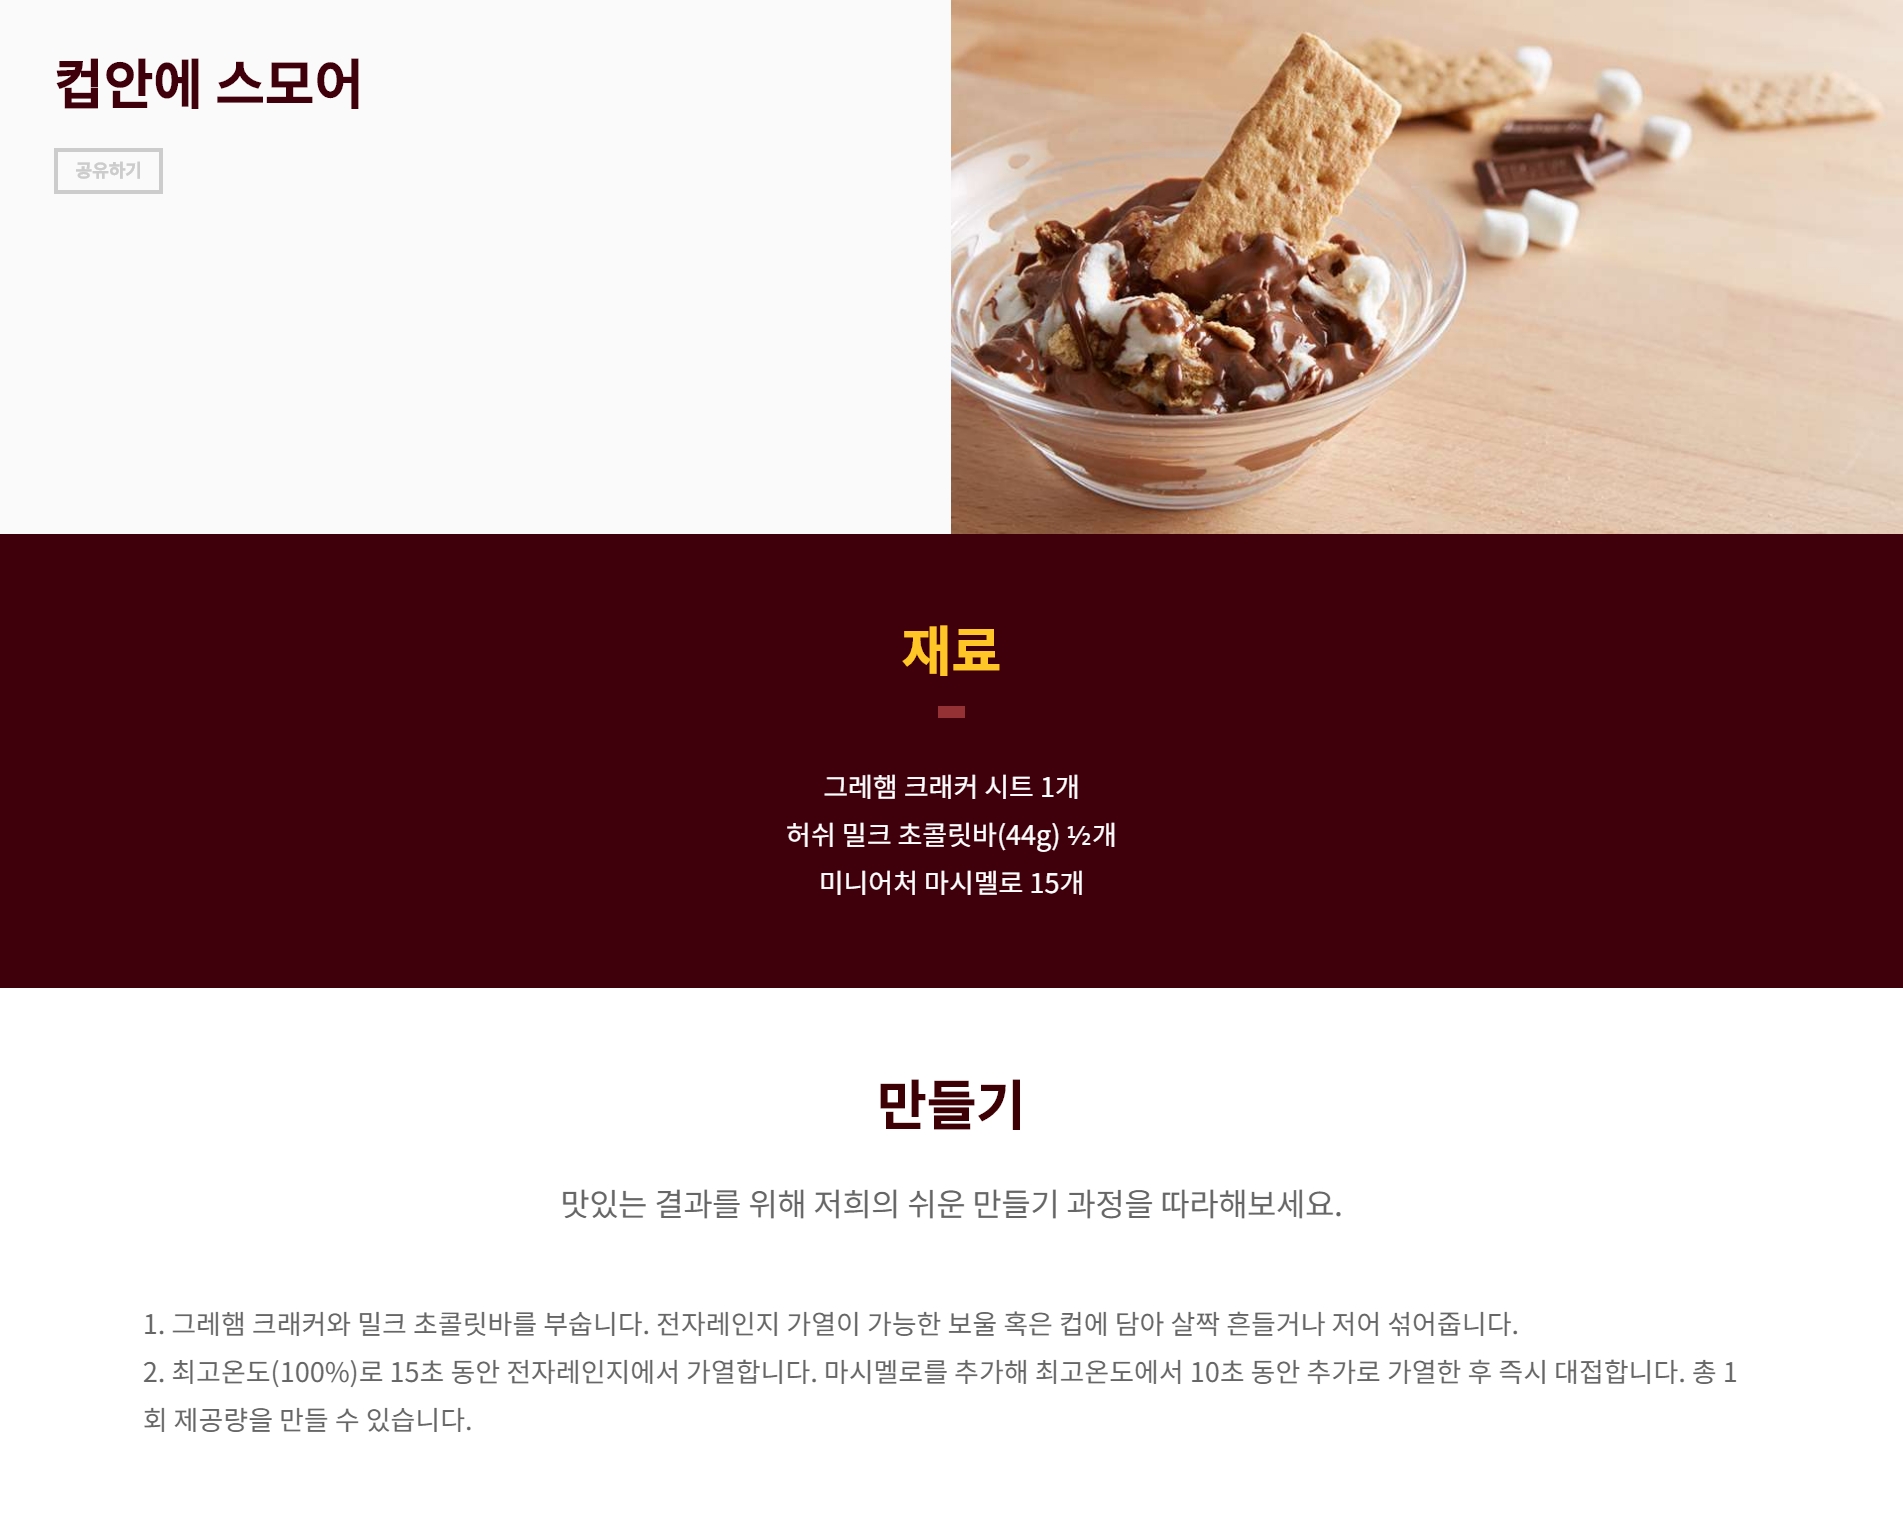 컵안에 스모어
공유하기
재료
그레햄 크래커 시트 1개
허쉬 밀크 초콜릿바(44g) ½개
미니어처 마시멜로 15개
만들기
맛있는 결과를 위해 저희의 쉬운 만들기 과정을 따라해보세요.
1. 그레햄 크래커와 밀크 초콜릿바를 부숩니다. 전자레인지 가열이 가능한 보울 혹은 컵에 담아 살짝 흔들거나 저어 섞어줍니다.
2. 최고온도(100%)로 15초 동안 전자레인지에서 가열합니다. 마시멜로를 추가해 최고온도에서 10초 동안 추가로 가열한 후 즉시 대접합니다. 총 1
회 제공량을 만들 수 있습니다.